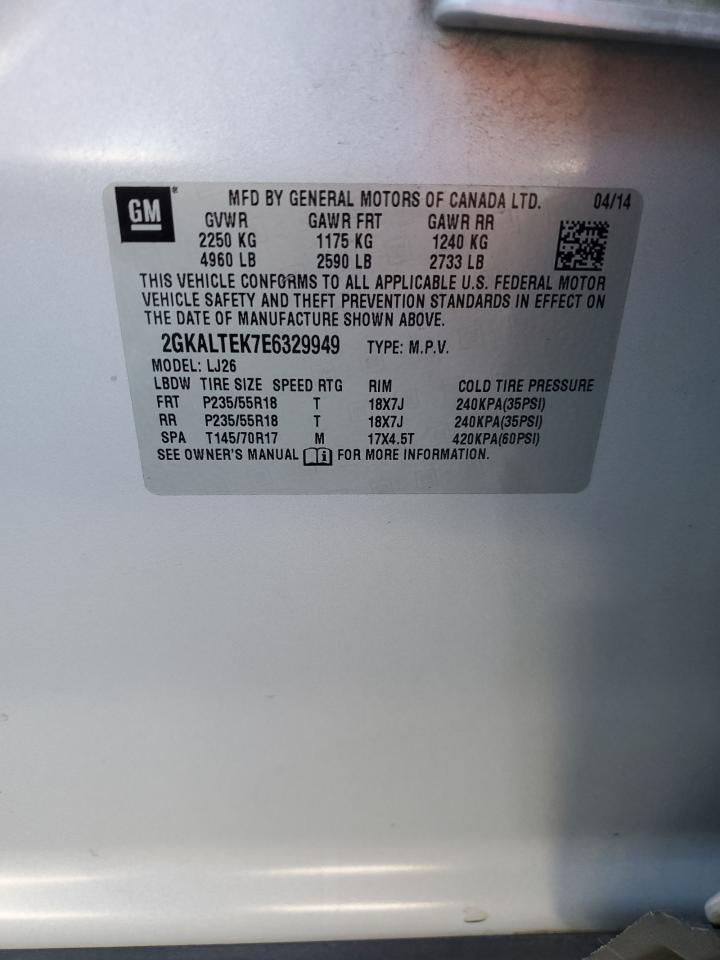 GM® MFD BY GENERAL MOTORS OF CANADA LTD. 04/14
GVWR GAWR FRT GAWR RR
2250 KG 1175 KG 1240 KG
4960 LB 2590 LB 2733 LB
THIS VEHICLE CONFORMS TO ALL APPLICABLE U.S. FEDERAL MOTOR
VEHICLE SAFETY AND THEFT PREVENTION STANDARDS IN EFFECT ON
THE DATE OF MANUFACTURE SHOWN ABOVE.
2GKALTEK7E6329949 TYPE: M.P.V.
MODEL: LJ26
LBDW TIRE SIZE SPEED RTG RIM COLD TIRE PRESSURE
FRT P235/55R18 T 18X7J 240KPA(35PSI)
RR P235/55R18 T 18X7J 240KPA(35PSI)
SPA T145/70R17 M 17X4.5T 420KPA(60PSI)
SEE OWNER'S MANUAL FOR MORE INFORMATION.